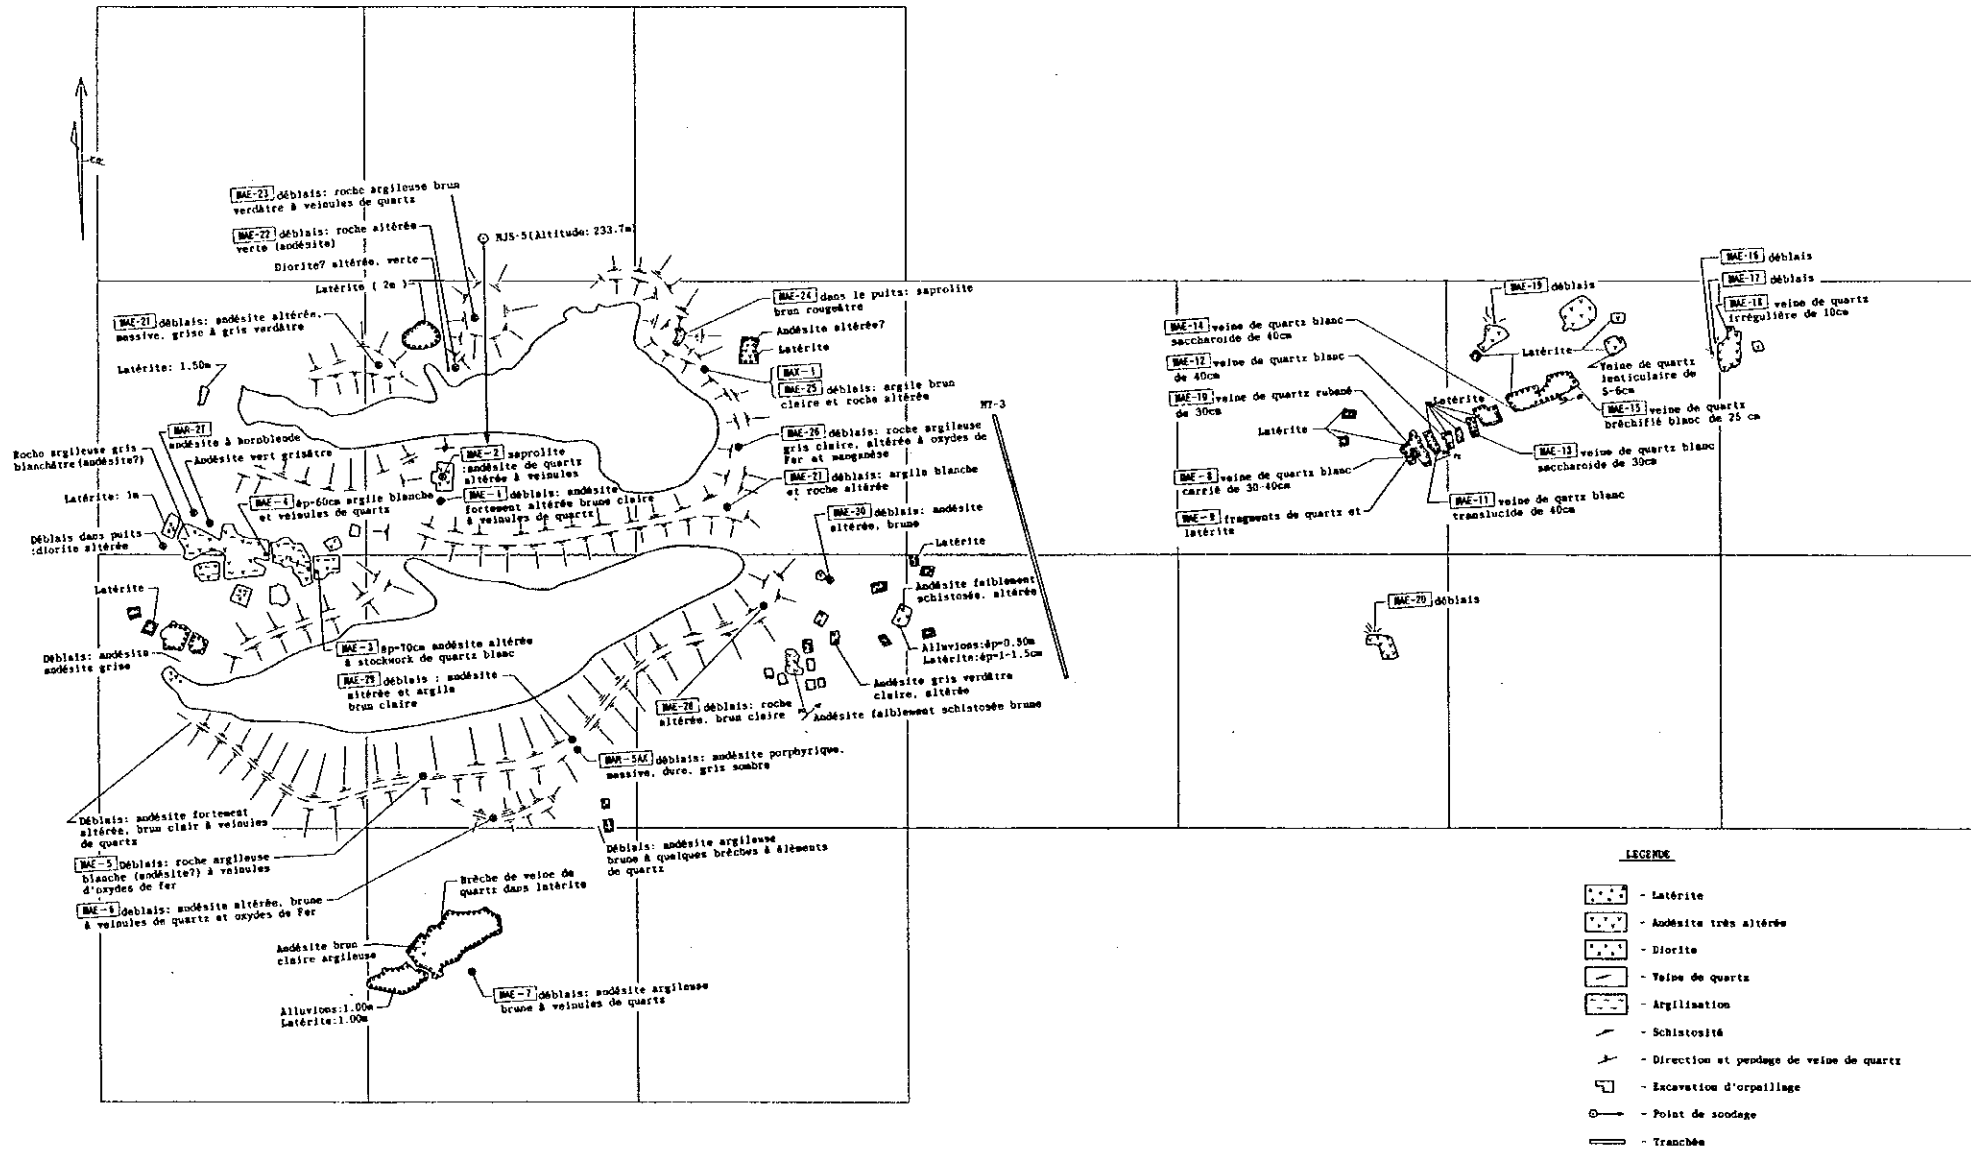 MAE-23 déblais: roche argileuse brun
verdâtre à veinules de quartz
MAE-22 déblais: roche altérée
verte (andésite)
Diorite? altérée, verte
Latérite ( 2m )
MJS-5(Altitude: 233.7m)
MAE-21 déblais: andésite altérée,
massive, grise à gris verdâtre
Latérite: 1.50m
MAR-27
andésite à hornblende
Roche argileuse gris
blanchâtre(andésite?)
Andésite vert grisâtre
Latérite: 1m
MAE-4 ép=60cm argile blanche
et veinules de quartz
MAE-2 saprolite
:andésite de quartz
altérée à veinules
MAE-1 déblais: andésite
fortement altérée brune claire
à veinules de quartz
Déblais dans puits
:diorite altérée
Latérite
Déblais: andésite
andésite grise
MAE-3 ép=70cm andésite altérée
à stockwork de quartz blanc
MAE-29 déblais : andésite
altérée et argile
brun claire
MAE-24 dans le puits: saprolite
brun rougeâtre
Andésite altérée?
Latérite
MAX-1
MAE-25 déblais: argile brun
claire et roche altérée
MAE-26 déblais: roche argileuse
gris claire, altérée à oxydes de
Fer et manganèse
MAE-27 déblais: argile blanche
et roche altérée
MAE-30 déblais: andésite
altérée, brune
MT-3
Latérite
Andésite faiblement
schistosée, altérée
Alluvions:ép=0.50m
Latérite:ép=1-1.5cm
Andésite gris verdâtre
claire, altérée
MAE-28 déblais: roche
altérée, brun claire
Andésite faiblement schistosée brune
MAR-5AX déblais: andésite porphyrique,
massive, dure, gris sombre
Déblais: andésite fortement
altérée, brun clair à veinules
de quartz
MAE-5 Déblais: roche argileuse
blanche (andésite?) à veinules
d'oxydes de fer
MAE-6 déblais: andésite altérée, brune
à veinules de quartz et oxydes de Fer
Déblais: andésite argileuse
brune à quelques brèches à éléments
de quartz
Brèche de veine de
quartz dans latérite
Andésite brun
claire argileuse
Alluvions:1.00m
Latérite:1.00m
MAE-7 déblais: andésite argileuse
brune à veinules de quartz
MAE-14 veine de quartz blanc
saccharoïde de 40cm
MAE-12 veine de quartz blanc
de 40cm
MAE-10 veine de quartz rubané
de 30cm
Latérite
Latérite
MAE-8 veine de quartz blanc
carrié de 30-40cm
MAE-9 fragments de quartz et
latérite
MAE-11 veine de qartz blanc
translucide de 40cm
MAE-13 veine de quartz blanc
saccharoïde de 30cm
MAE-15 veine de quartz
bréchifié blanc de 25 cm
Veine de quartz
lenticulaire de
5-6cm
Latérite
MAE-19 déblais
MAE-16 déblais
MAE-17 déblais
MAE-18 veine de quartz
irrégulière de 10cm
MAE-20 déblais
LEGENDE
- Latérite
- Andésite très altérée
- Diorite
- Veine de quartz
- Argilisation
- Schistosité
- Direction et pendage de veine de quartz
- Excavation d'orpaillage
- Point de sondage
- Tranchée